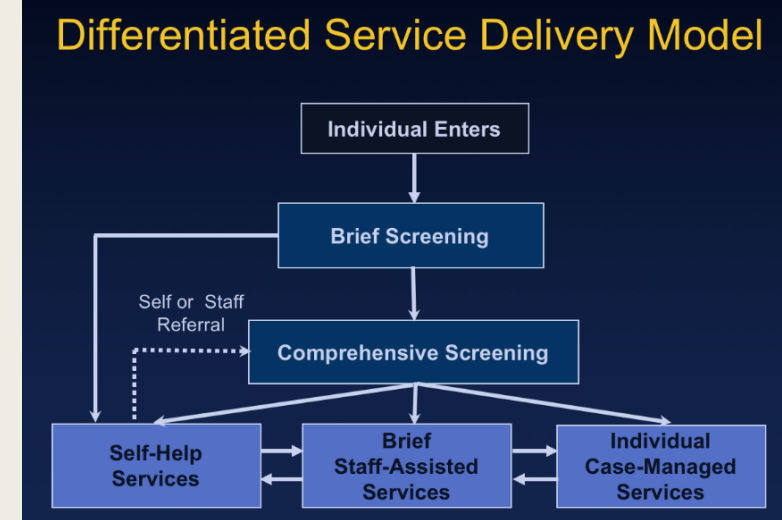 Differentiated Service Delivery Model
Individual Enters
Brief Screening
Self or Staff
Referral
Comprehensive Screening
Self-Help
Services
Brief
Staff-Assisted
Services
Individual
Case-Managed
Services